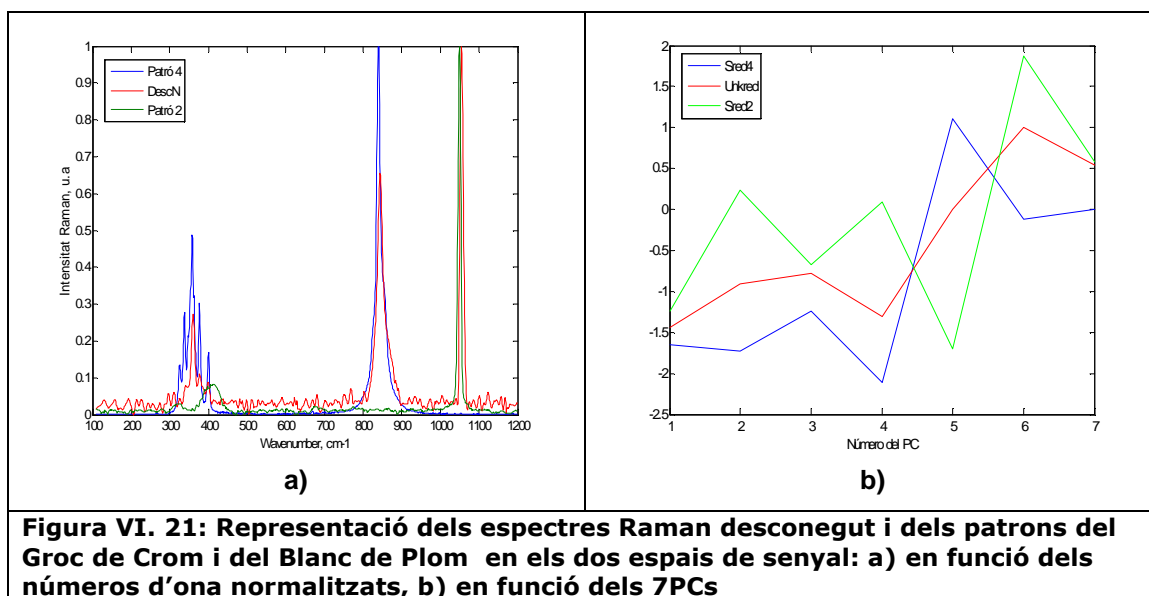 1
0.9
0.8
0.7
0.6
0.5
0.4
0.3
0.2
0.1
0
Intensitat Raman, u.a
Patró 4
DescN
Patró 2
100 200 300 400 500 600 700 800 900 1000 1100 1200
Wavenumber, cm-1
a)
2
1.5
1
0.5
0
-0.5
-1
-1.5
-2
-2.5
Sred4
Unkred
Sred2
1 2 3 4 5 6 7
Número del PC
b)
Figura VI. 21: Representació dels espectres Raman desconegut i dels patrons del
Groc de Crom i del Blanc de Plom en els dos espais de senyal: a) en funció dels
números d'ona normalitzats, b) en funció dels 7PCs